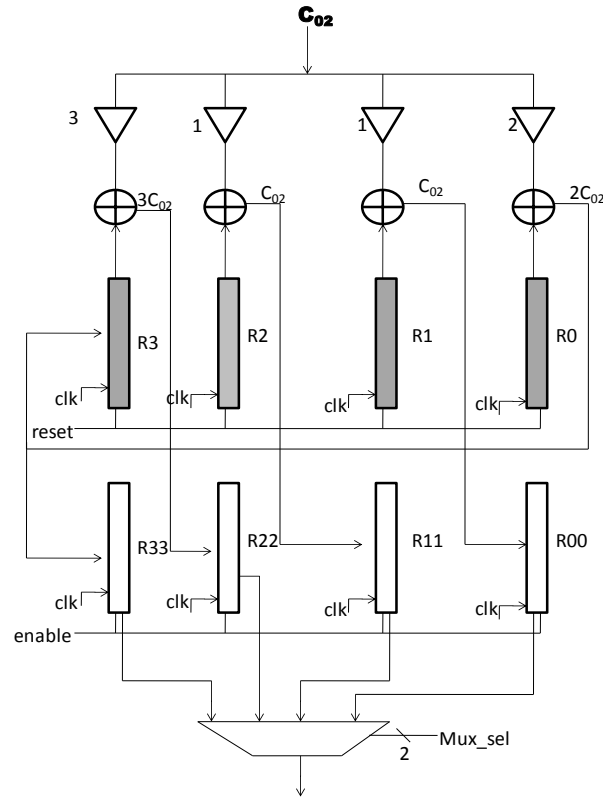 C02
3 1 1 2
3C02 C02 C02 2C02
R3 R2 R1 R0
clk clk clk clk
reset
R33 R22 R11 R00
clk clk clk clk
enable
Mux_sel
2